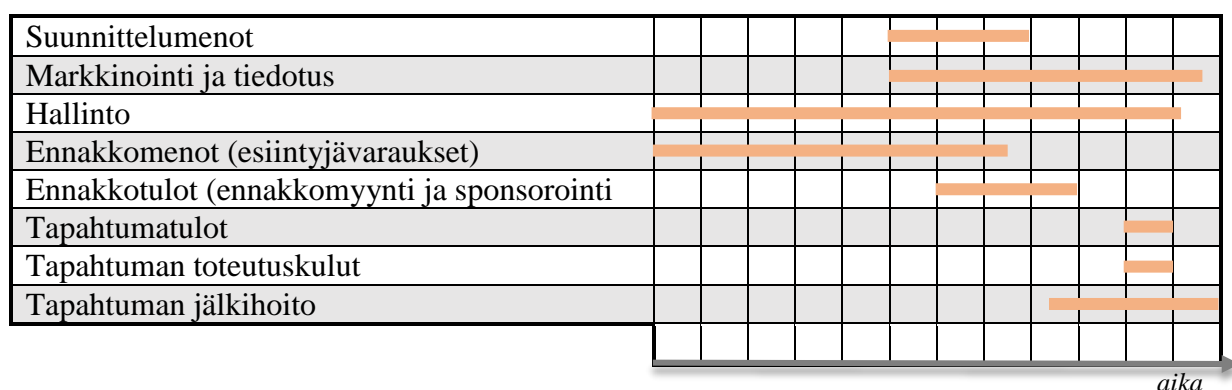 Suunnittelumenot
Markkinointi ja tiedotus
Hallinto
Ennakkomenot (esiintyjävaraukset)
Ennakkotulot (ennakkomyynti ja sponsorointi
Tapahtumatulot
Tapahtuman toteutuskulut
Tapahtuman jälkihoito
aika